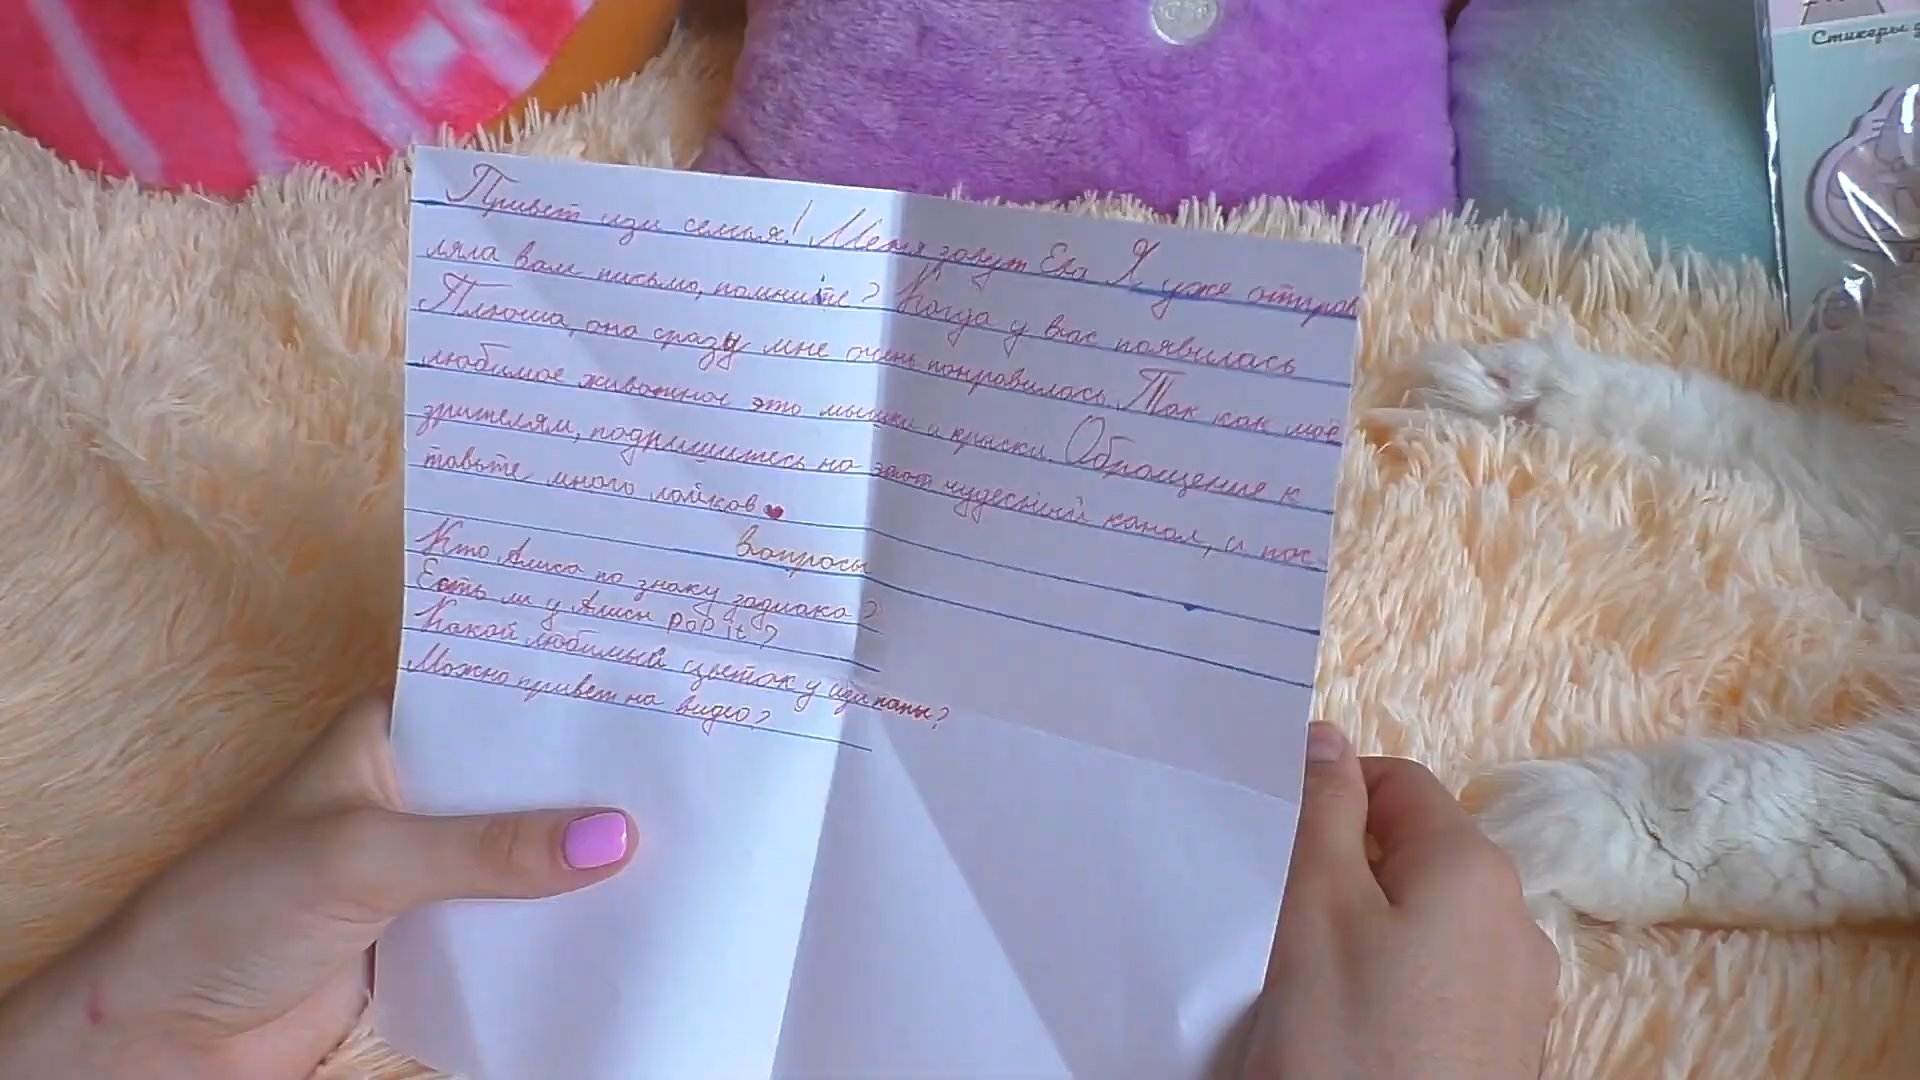 Стикеры
Привет изи семья! Меня зовут Ева Я уже отправ
ляла вам письмо, помните? Когда у вас появилась
Плюша, она сразу мне очень понравилась. Так как моё
любимое животное это мышки и крыски. Обращение к
зрителям, подпишитесь на этот чудесный канал, и пос
тавьте много лайков
Вопросы
Кто Алиса по знаку задиака?
Есть ли у Алисы pop it?
Какой любимый цветок у изи папы?
Можно привет на видео?